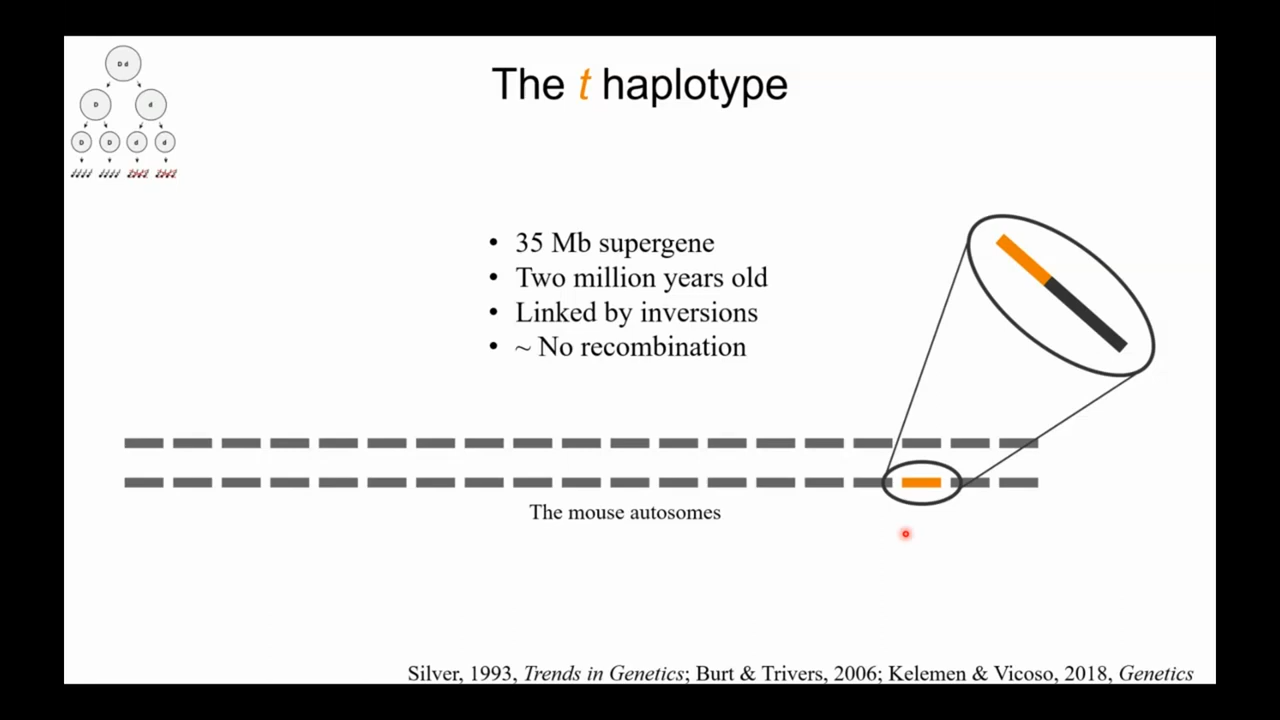 The t haplotype
D d
D d
D D d d
• 35 Mb supergene
• Two million years old
• Linked by inversions
• ~ No recombination
The mouse autosomes
Silver, 1993, Trends in Genetics; Burt & Trivers, 2006; Kelemen & Vicoso, 2018, Genetics